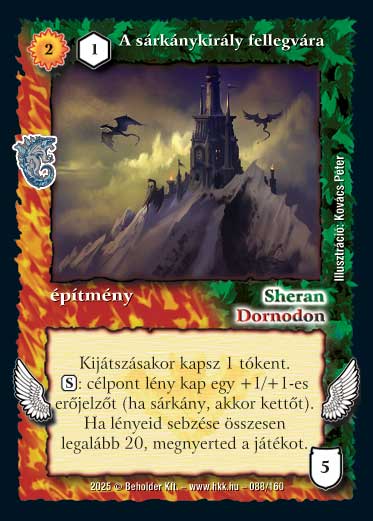 2
1
A sárkánykirály fellegvára
Illusztráció: Kovács Péter
építmény
Sheran
Dornodon
Kijátszásakor kapsz 1 tókent.
S: célpont lény kap egy +1/+1-es
erőjelzőt (ha sárkány, akkor kettőt).
Ha lényeid sebzése összesen
legalább 20, megnyerted a játékot.
5
2025 © Beholder Kft. – www.hkk.hu – 088/160